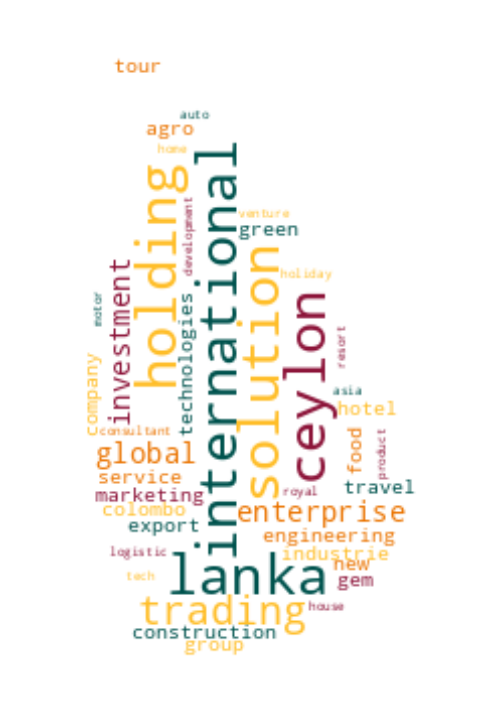 tour
auto
agro
home
international
holding
development
venture
green
solution
investment
holiday
ceylon
motor
technologies
resort
company
asia
hotel
consultant
food
product
global
service
travel
marketing
royal
colombo
enterprise
export
engineering
logistic
industrie
lanka
new
tech
gem
trading
house
construction
group